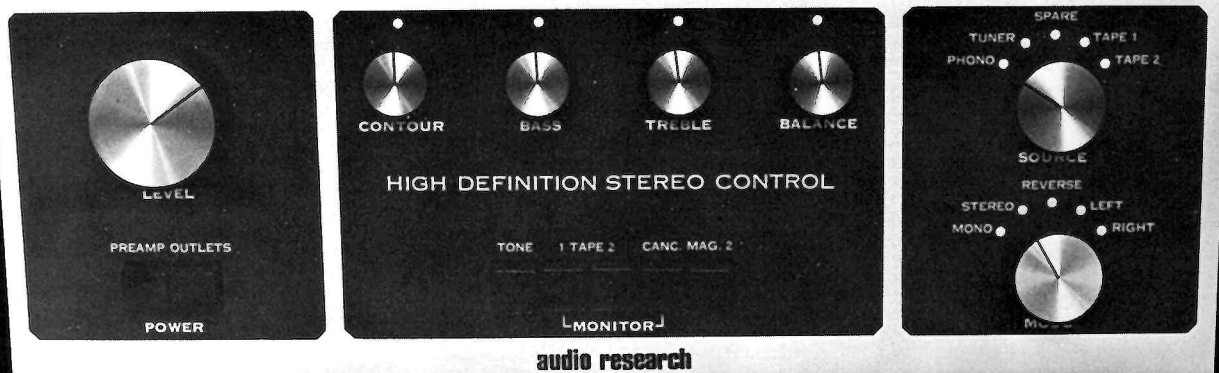 LEVEL
PREAMP OUTLETS
POWER
CONTOUR BASS TREBLE BALANCE
HIGH DEFINITION STEREO CONTROL
TONE 1 TAPE 2 CANC. MAG. 2
MONITOR
SPARE
TUNER TAPE 1
PHONO TAPE 2
SOURCE
REVERSE
STEREO LEFT
MONO RIGHT
MODE
audio research